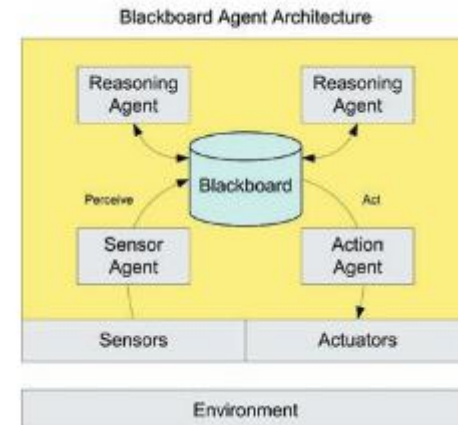 Blackboard Agent Architecture
Reasoning
Agent
Reasoning
Agent
Blackboard
Perceive
Act
Sensor
Agent
Action
Agent
Sensors
Actuators
Environment